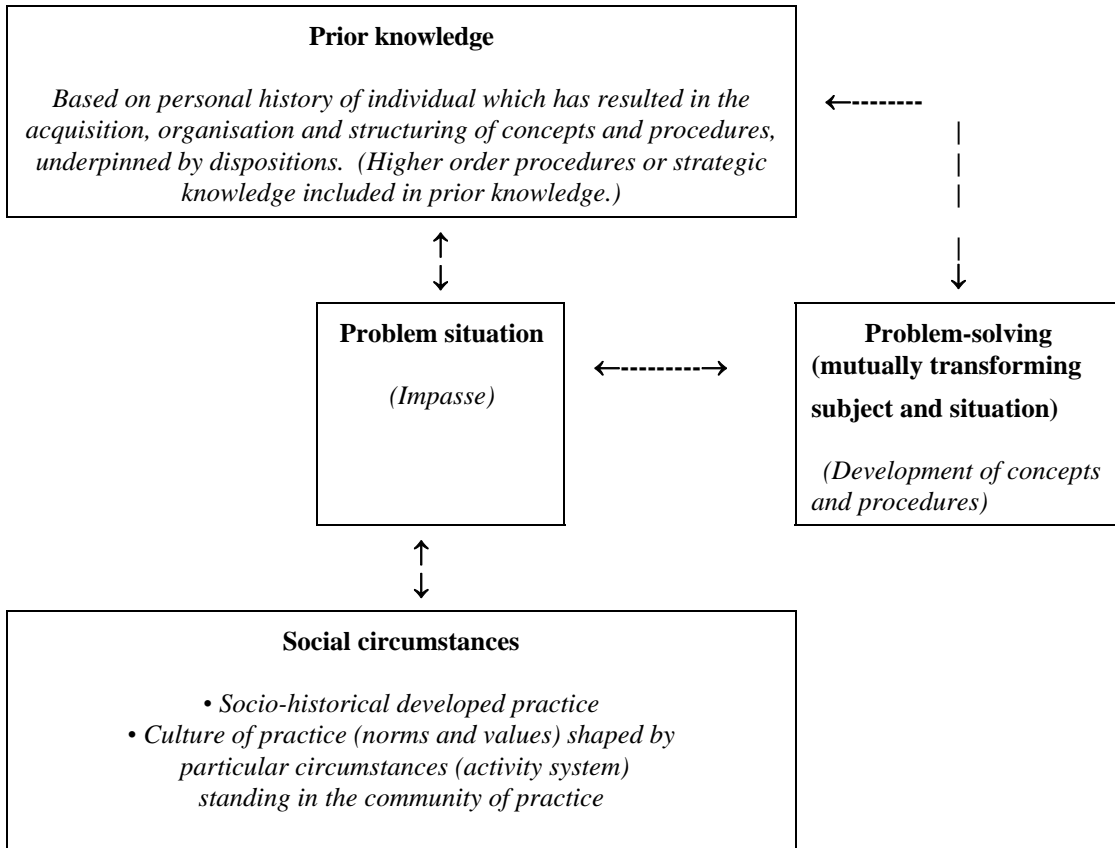 Prior knowledge
Based on personal history of individual which has resulted in the
acquisition, organisation and structuring of concepts and procedures,
underpinned by dispositions.  (Higher order procedures or strategic
knowledge included in prior knowledge.)
Problem situation
(Impasse)
Problem-solving
(mutually transforming
subject and situation)
(Development of concepts
and procedures)
Social circumstances
• Socio-historical developed practice
• Culture of practice (norms and values) shaped by
particular circumstances (activity system)
standing in the community of practice